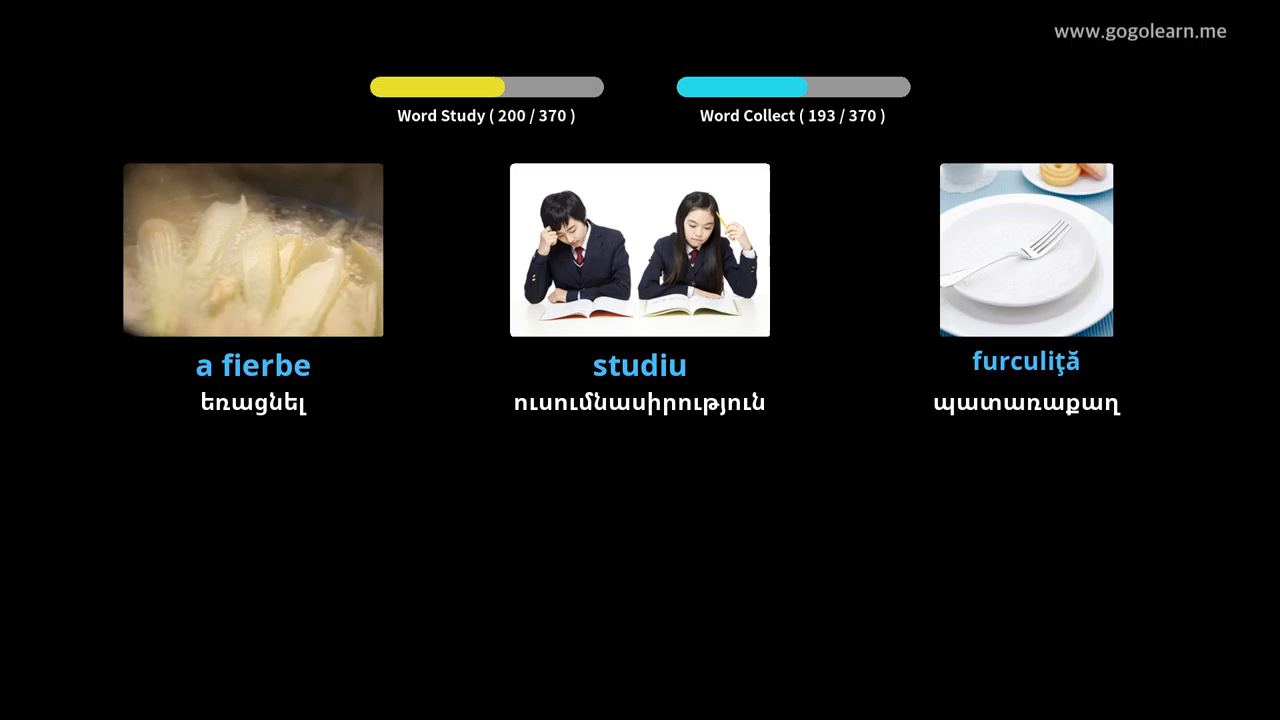 www.gogolearn.me
Word Study ( 200 / 370 )
Word Collect ( 193 / 370 )
a fierbe
եռացնել
studiu
ուսումնասիրություն
furculiţă
պատառաքաղ